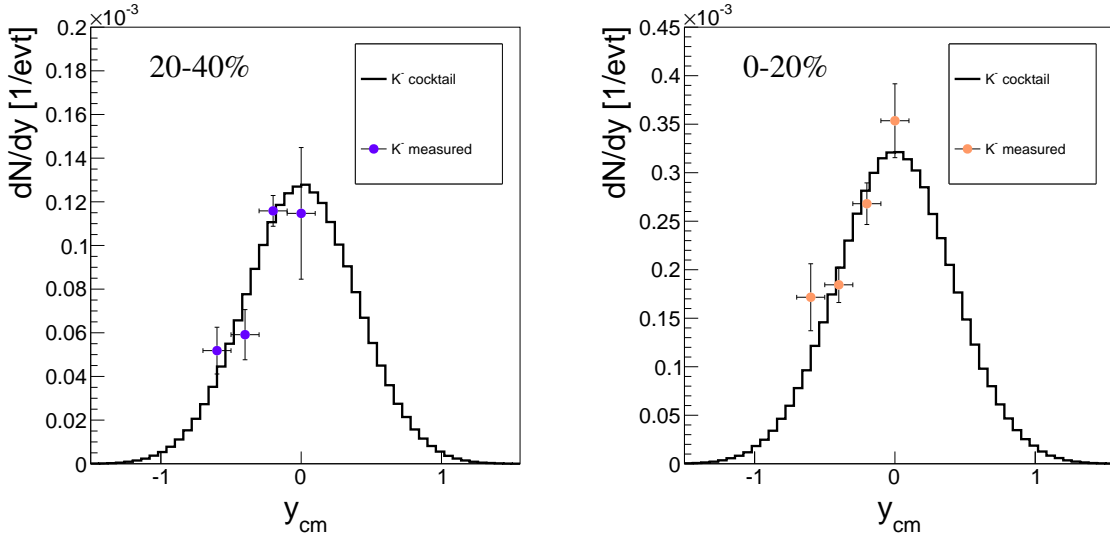 ×10⁻³
20-40%
K⁻ cocktail
K⁻ measured
dN/dy [1/evt]
0.2
0.18
0.16
0.14
0.12
0.1
0.08
0.06
0.04
0.02
0
-1 0 1
y_cm
×10⁻³
0-20%
K⁻ cocktail
K⁻ measured
dN/dy [1/evt]
0.45
0.4
0.35
0.3
0.25
0.2
0.15
0.1
0.05
0
-1 0 1
y_cm